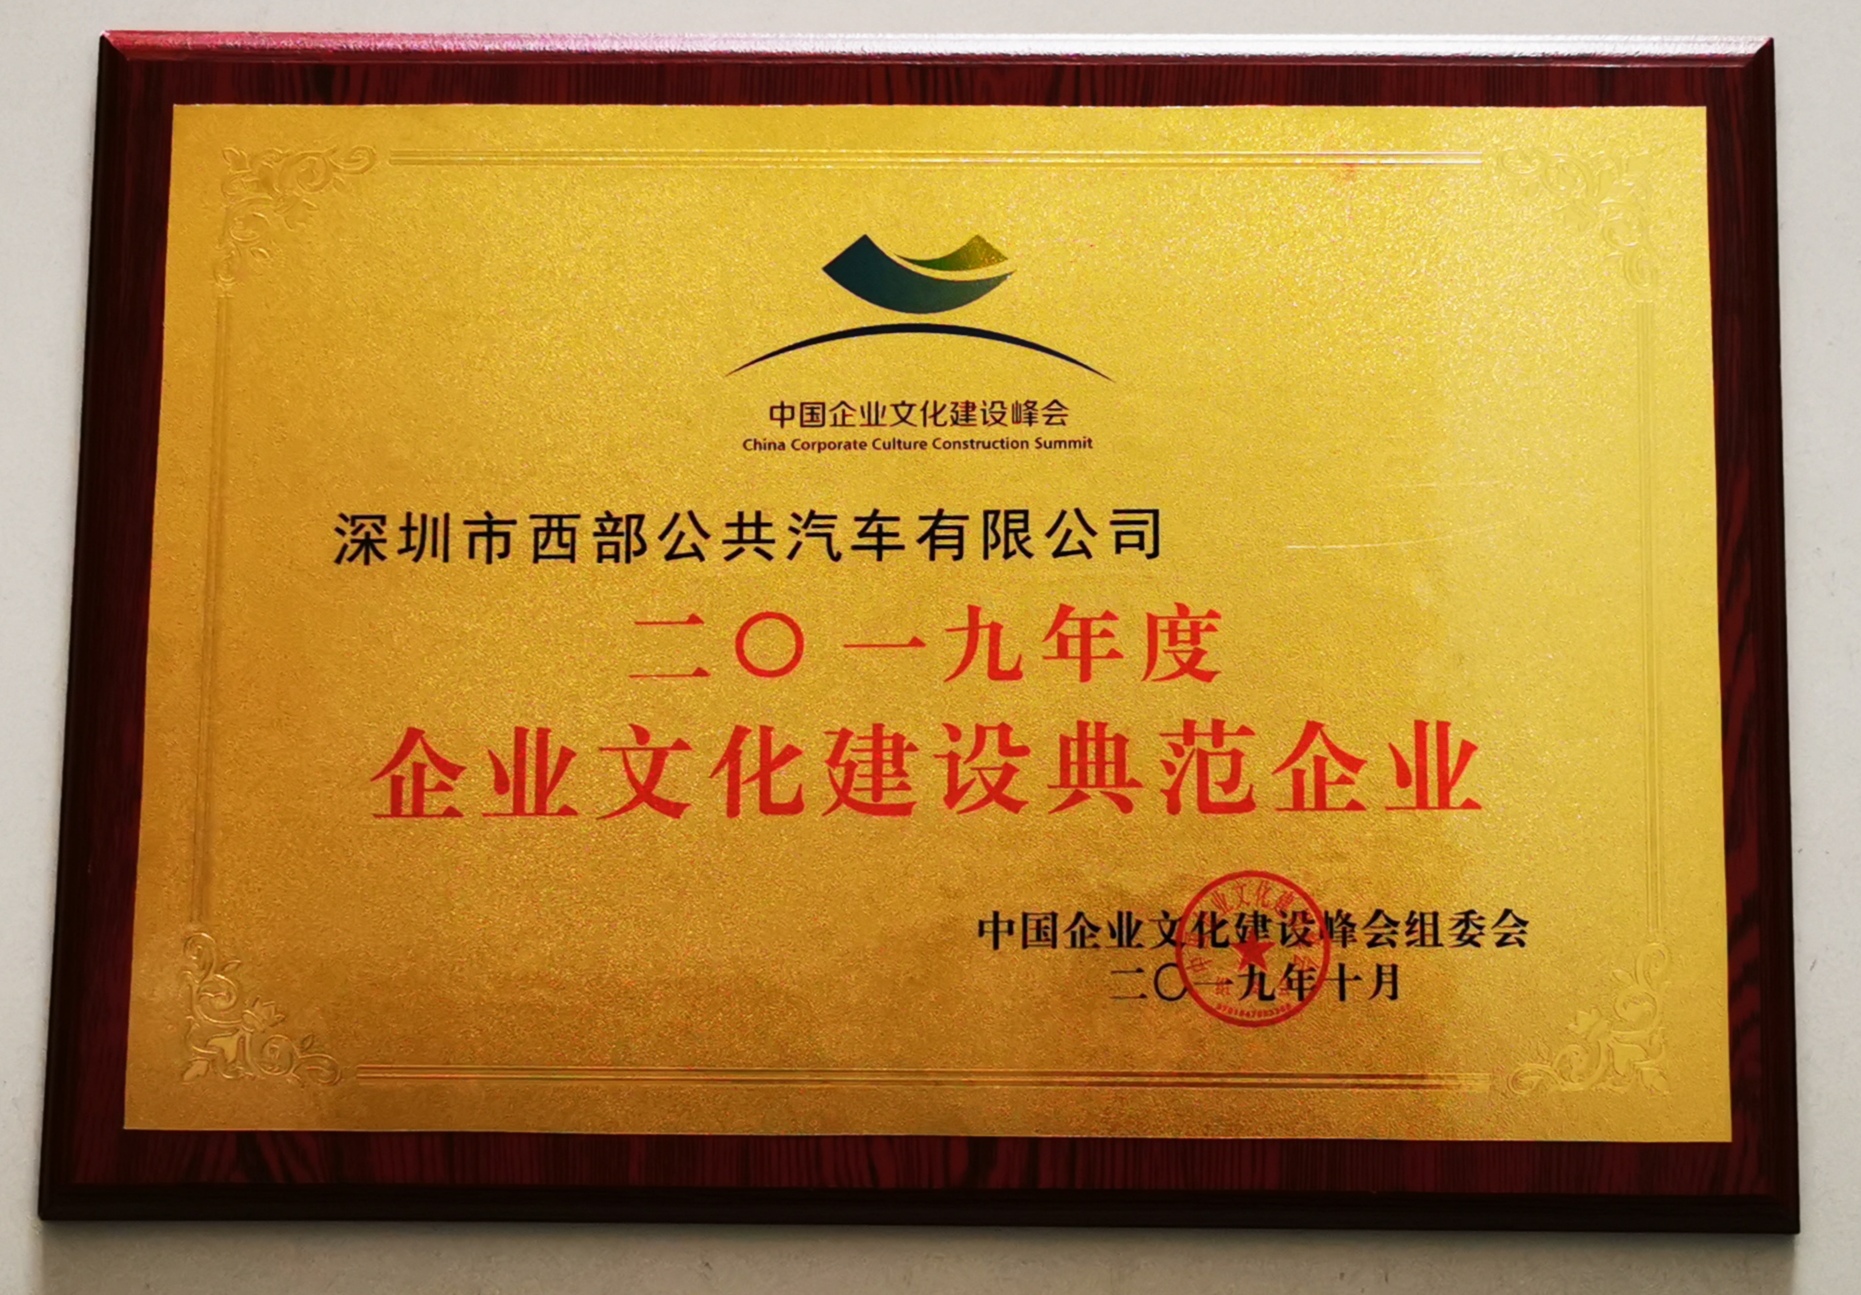 中国企业文化建设峰会
China Corporate Culture Construction Summit
深圳市西部公共汽车有限公司
二〇一九年度
企业文化建设典范企业
中国企业文化建设峰会组委会
二〇一九年十月